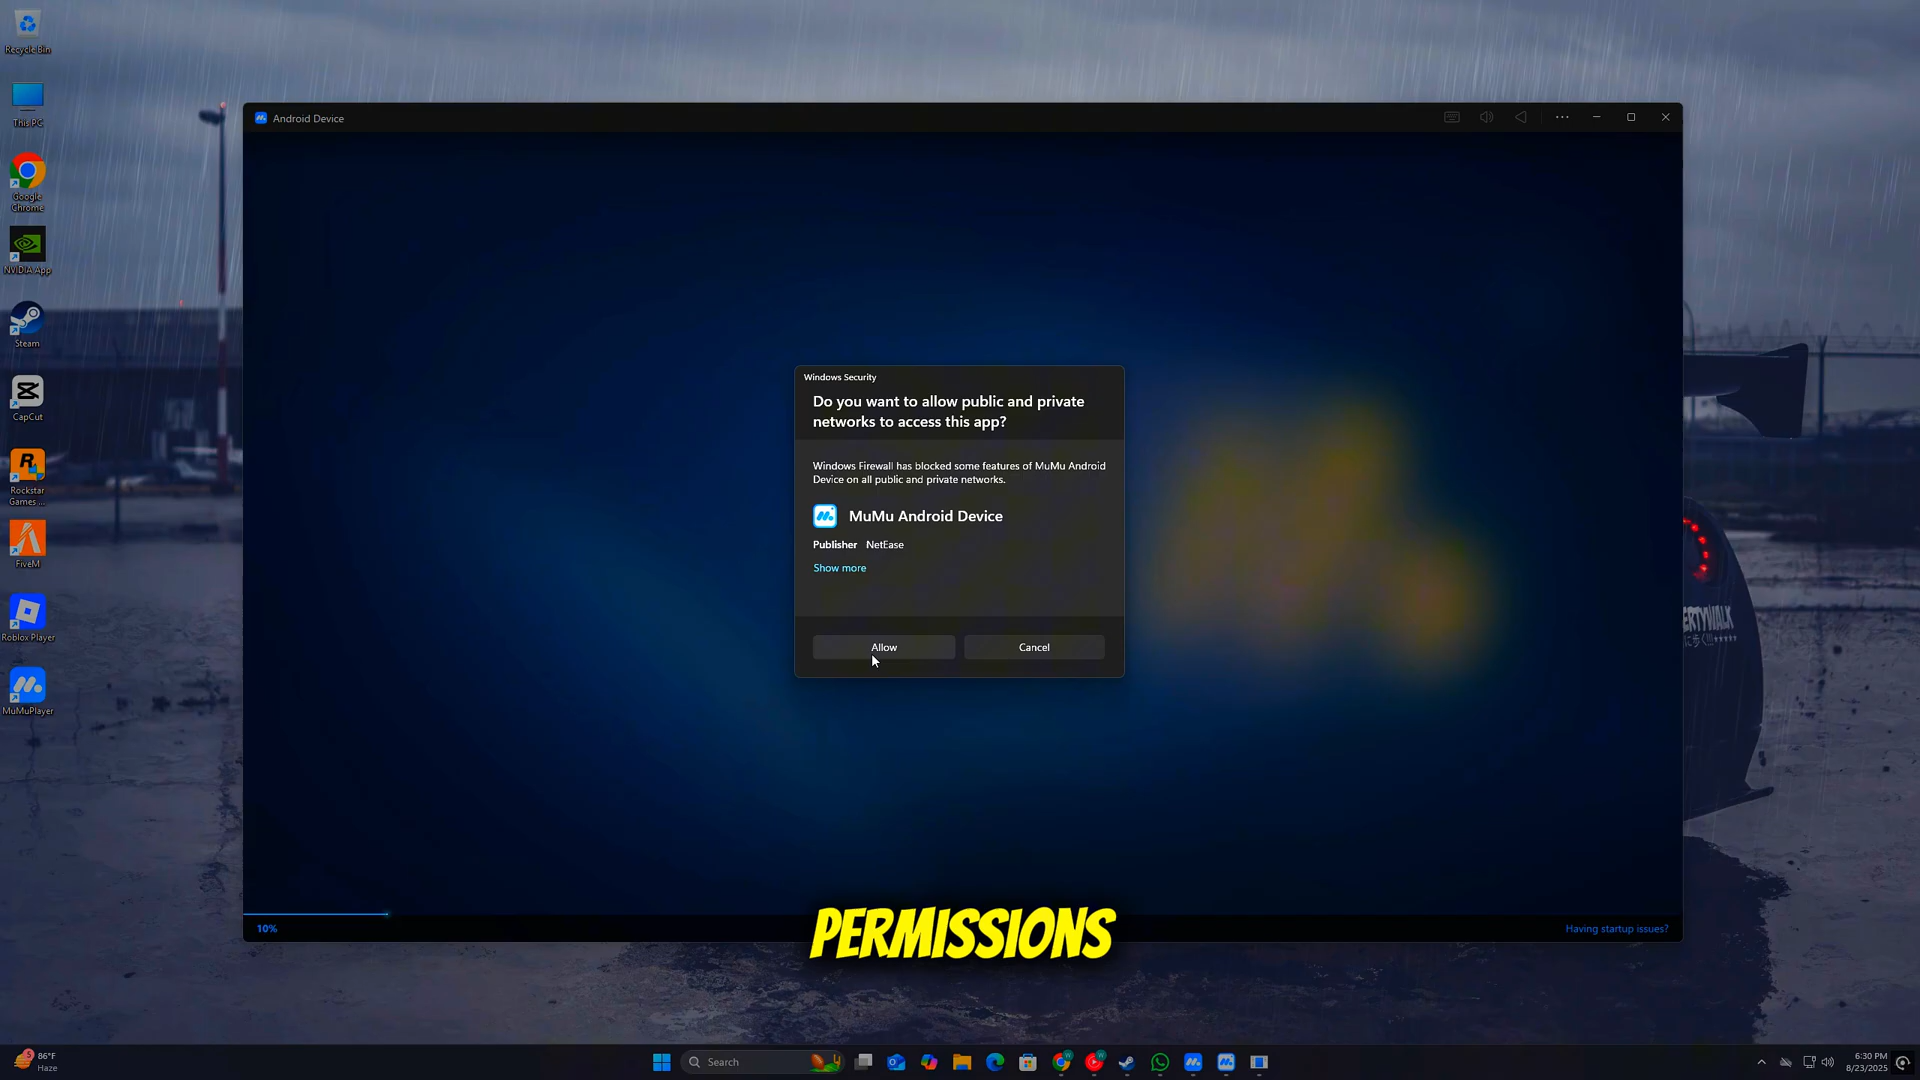 Recycle Bin
This PC
Google
Chrome
NVIDIA App
Steam
CapCut
Rockstar
Games ...
FiveM
Roblox Player
MuMuPlayer
Android Device
Windows Security
Do you want to allow public and private
networks to access this app?
Windows Firewall has blocked some features of MuMu Android
Device on all public and private networks.
MuMu Android Device
Publisher NetEase
Show more
Allow
Cancel
10%
Having startup issues?
PERMISSIONS
86°F
Haze
Search
6:30 PM
8/23/2025